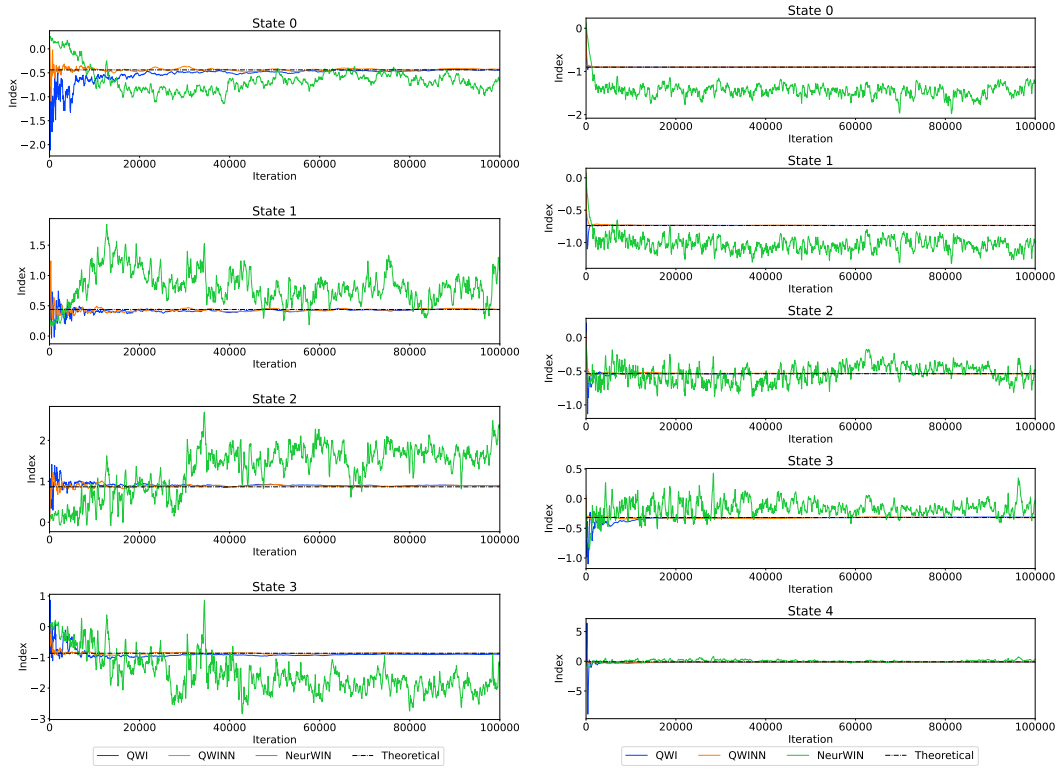 State 0
Index
0.0
−0.5
−1.0
−1.5
−2.0
0 20000 40000 60000 80000 100000
Iteration
State 1
Index
1.5
1.0
0.5
0.0
0 20000 40000 60000 80000 100000
Iteration
State 2
Index
2
1
0
0 20000 40000 60000 80000 100000
Iteration
State 3
Index
1
0
−1
−2
−3
0 20000 40000 60000 80000 100000
Iteration
QWI QWINN NeurWIN Theoretical
State 0
Index
0
−1
−2
0 20000 40000 60000 80000 100000
Iteration
State 1
Index
0.0
−0.5
−1.0
0 20000 40000 60000 80000 100000
Iteration
State 2
Index
0.0
−0.5
−1.0
0 20000 40000 60000 80000 100000
Iteration
State 3
Index
0.5
0.0
−0.5
−1.0
0 20000 40000 60000 80000 100000
Iteration
State 4
Index
5
0
−5
0 20000 40000 60000 80000 100000
Iteration
QWI QWINN NeurWIN Theoretical